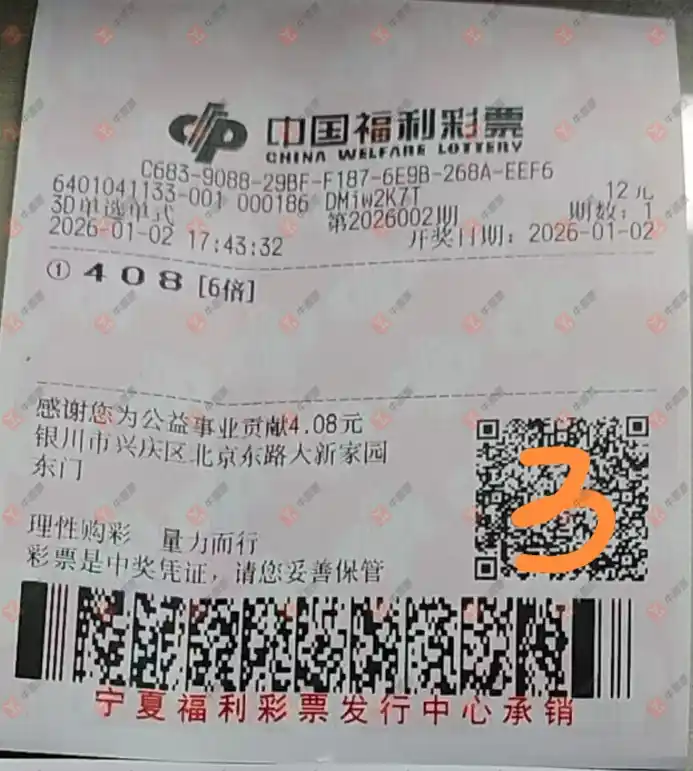 中国福利彩票
CHINA WELFARE LOTTERY
C683-9088-29BF-F187-6E9B-268A-EEF6
6401041133-001 000186 DMiw2K7T 12元
3D单选单式 第2026002期 期数：1
2026-01-02 17:43:32 开奖日期：2026-01-02
① 408 [6倍]
感谢您为公益事业贡献4.08元
银川市兴庆区北京东路大新家园
东门
3
理性购彩 量力而行
彩票是中奖凭证，请您妥善保管
宁夏福利彩票发行中心承销